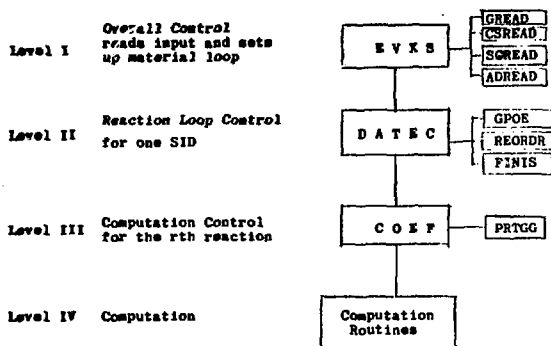 Level I
Overall Control
reads input and sets
up material loop
E V X S
GREAD
CSREAD
SGREAD
ADREAD
Level II
Reaction Loop Control
for one SID
D A T E C
GPOE
REORDR
FINIS
Level III
Computation Control
for the rth reaction
C O E F
PRTGG
Level IV
Computation
Computation
Routines